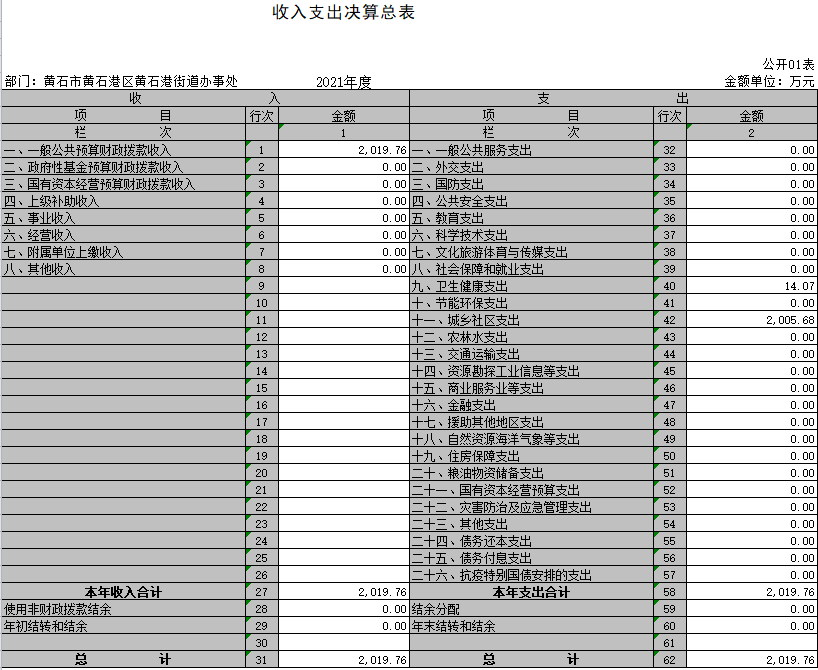 收入支出决算总表
公开01表
部门：黄石市黄石港区黄石港街道办事处 2021年度 金额单位：万元
收 入 支 出
项 目 行次 金额 项 目 行次 金额
栏 次 1 栏 次 2
一、一般公共预算财政拨款收入 1 2,019.76 一、一般公共服务支出 32 0.00
二、政府性基金预算财政拨款收入 2 0.00 二、外交支出 33 0.00
三、国有资本经营预算财政拨款收入 3 0.00 三、国防支出 34 0.00
四、上级补助收入 4 0.00 四、公共安全支出 35 0.00
五、事业收入 5 0.00 五、教育支出 36 0.00
六、经营收入 6 0.00 六、科学技术支出 37 0.00
七、附属单位上缴收入 7 0.00 七、文化旅游体育与传媒支出 38 0.00
八、其他收入 8 0.00 八、社会保障和就业支出 39 0.00
9 九、卫生健康支出 40 14.07
10 十、节能环保支出 41 0.00
11 十一、城乡社区支出 42 2,005.68
12 十二、农林水支出 43 0.00
13 十三、交通运输支出 44 0.00
14 十四、资源勘探工业信息等支出 45 0.00
15 十五、商业服务业等支出 46 0.00
16 十六、金融支出 47 0.00
17 十七、援助其他地区支出 48 0.00
18 十八、自然资源海洋气象等支出 49 0.00
19 十九、住房保障支出 50 0.00
20 二十、粮油物资储备支出 51 0.00
21 二十一、国有资本经营预算支出 52 0.00
22 二十二、灾害防治及应急管理支出 53 0.00
23 二十三、其他支出 54 0.00
24 二十四、债务还本支出 55 0.00
25 二十五、债务付息支出 56 0.00
26 二十六、抗疫特别国债安排的支出 57 0.00
本年收入合计 27 2,019.76 本年支出合计 58 2,019.76
使用非财政拨款结余 28 0.00 结余分配 59 0.00
年初结转和结余 29 0.00 年末结转和结余 60 0.00
30 61
总 计 31 2,019.76 总 计 62 2,019.76